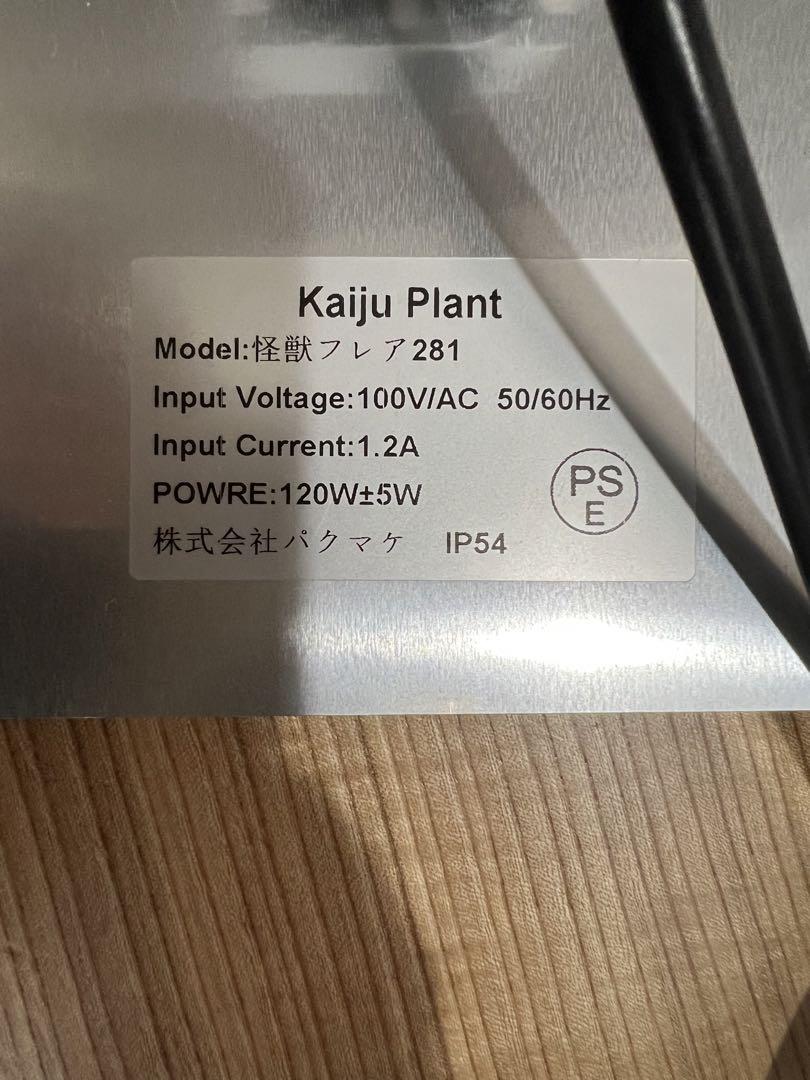 Kaiju Plant
Model:怪獣フレア281
Input Voltage:100V/AC 50/60Hz
Input Current:1.2A
POWRE:120W±5W
PS
E
株式会社パクマケ IP54